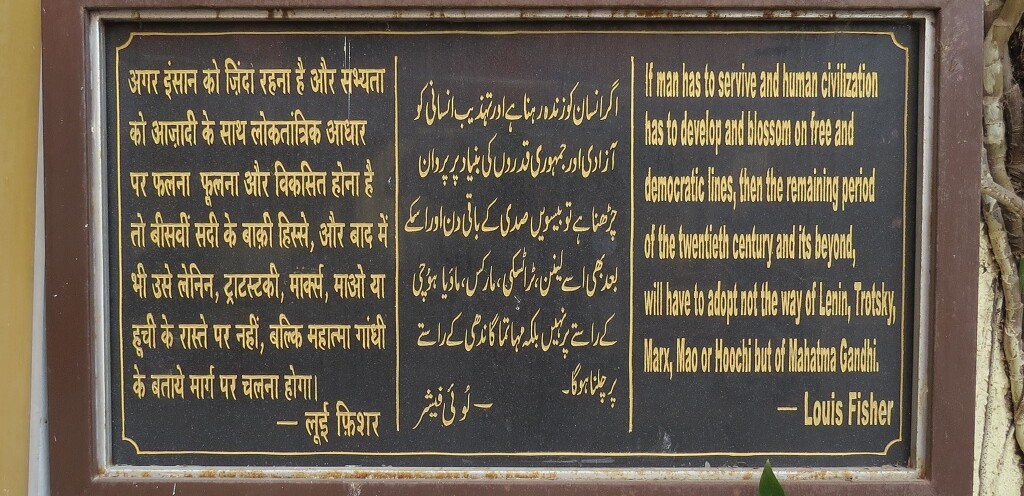 अगर इंसान को ज़िंदा रहना है और सभ्यता
को आज़ादी के साथ लोकतांत्रिक आधार
पर फलना फूलना और विकसित होना है
तो बीसवीं सदी के बाक़ी हिस्से, और बाद में
भी उसे लेनिन, ट्राटस्टकी, मार्क्स, माओ या
हूची के रास्ते पर नहीं, बल्कि महात्मा गांधी
के बताये मार्ग पर चलना होगा।
— लूई फ़िशर
اگر انسان کو زندہ رہنا ہے اور تہذیب انسانی کو
آزادی اور جمہوری قدروں کی بنیاد پر پروان
چڑھنا ہے تو بیسویں صدی کے باقی دن اور اسکے
بعد بھی اسے لینن، ٹراٹسکی، مارکس، ماؤ یا ہوچی
کے راستے پر نہیں بلکہ مہاتما گاندھی کے راستے
پر چلنا ہوگا۔
— لُوئی فیشر
If man has to servive and human civilization
has to develop and blossom on free and
democratic lines, then the remaining period
of the twentieth century and its beyond,
will have to adopt not the way of Lenin, Trotsky,
Marx, Mao or Hoochi but of Mahatma Gandhi.
— Louis Fisher